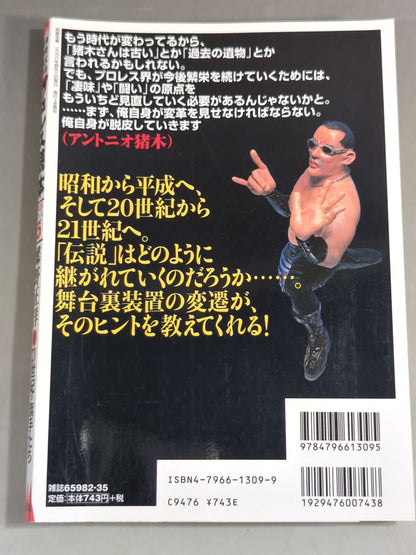 もう時代が変わってるから、
「猪木さんは古い」とか「過去の遺物」とか
言われるかもしれない。
でも、プロレス界が今後繁栄を続けていくためには、
「凄味」や「闘い」の原点を
もういちど見直していく必要があるんじゃないかと。
……まず、俺自身が変革を見せなければならない。
俺自身が脱皮していきます
(アントニオ猪木)
昭和から平成へ、
そして20世紀から
21世紀へ。
「伝説」はどのように
継がれていくのだろうか……。
舞台裏装置の変遷が、
そのヒントを教えてくれる!
9784796613095
ISBN4-7966-1309-9
C9476 ¥743E
1929476007438
雑誌65982-35
定価:本体743円+税